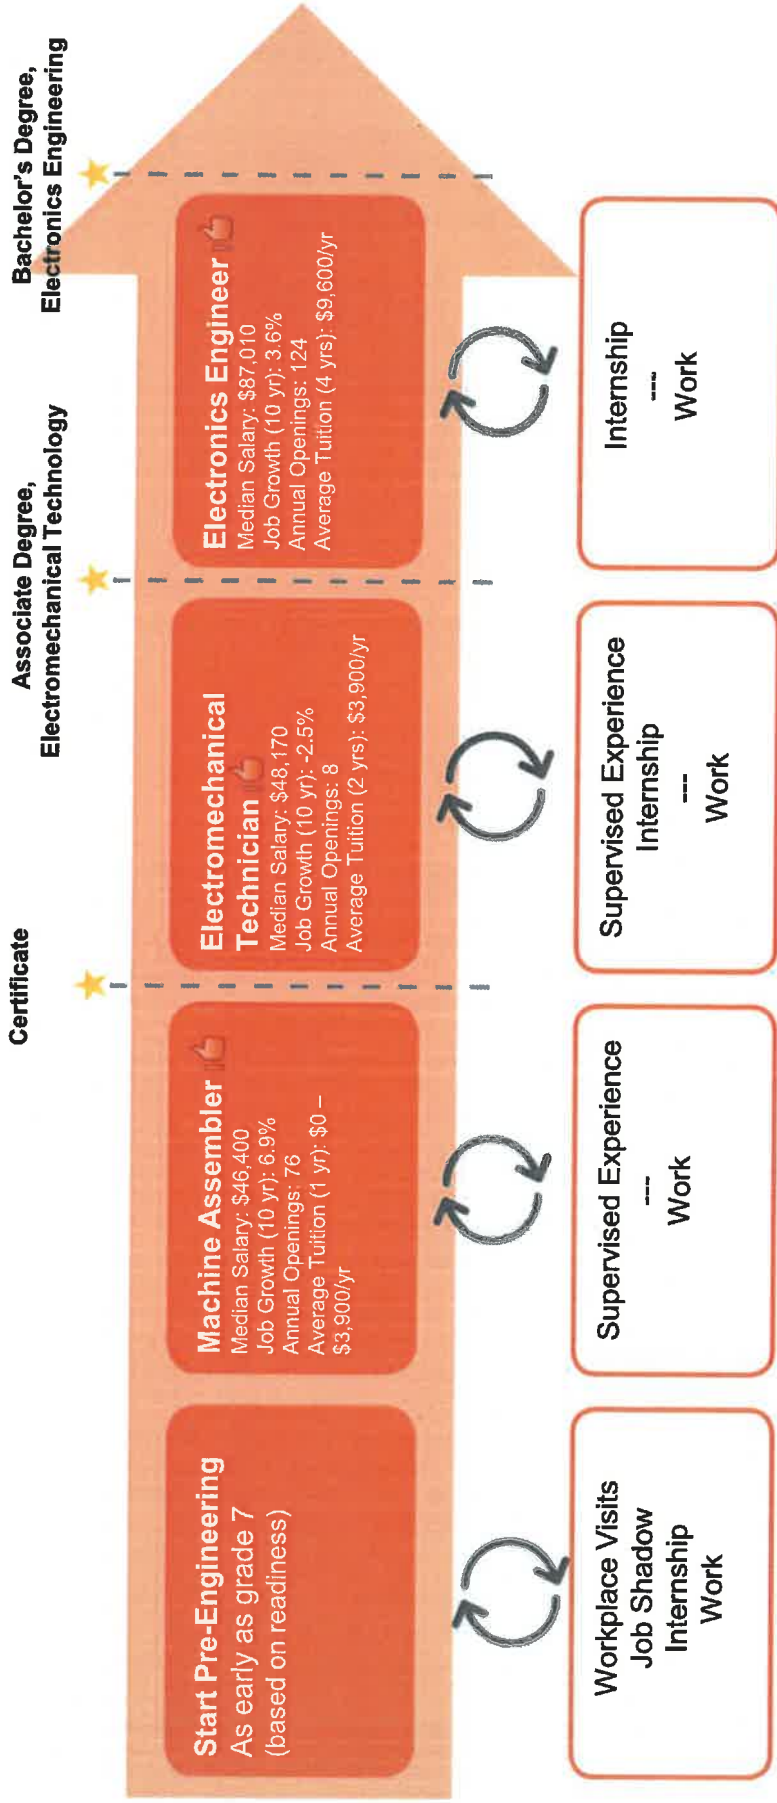 Certificate
Associate Degree,
Electromechanical Technology
Bachelor's Degree,
Electronics Engineering
Start Pre-Engineering
As early as grade 7
(based on readiness)
Machine Assembler
Median Salary: $46,400
Job Growth (10 yr): 6.9%
Annual Openings: 76
Average Tuition (1 yr): $0 –
$3,900/yr
Electromechanical
Technician
Median Salary: $48,170
Job Growth (10 yr): -2.5%
Annual Openings: 8
Average Tuition (2 yrs): $3,900/yr
Electronics Engineer
Median Salary: $87,010
Job Growth (10 yr): 3.6%
Annual Openings: 124
Average Tuition (4 yrs): $9,600/yr
Workplace Visits
Job Shadow
Internship
Work
Supervised Experience
---
Work
Supervised Experience
Internship
---
Work
Internship
---
Work